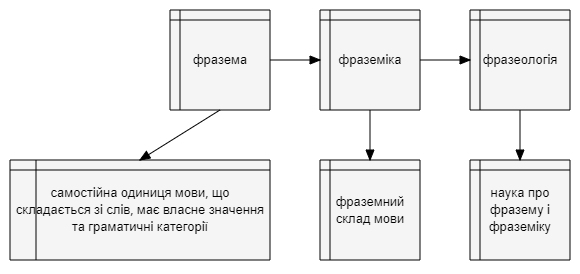 фразема
фраземіка
фразеологія
самостійна одиниця мови, що
складається зі слів, має власне значення
та граматичні категорії
фраземний
склад мови
наука про
фразему і
фраземіку